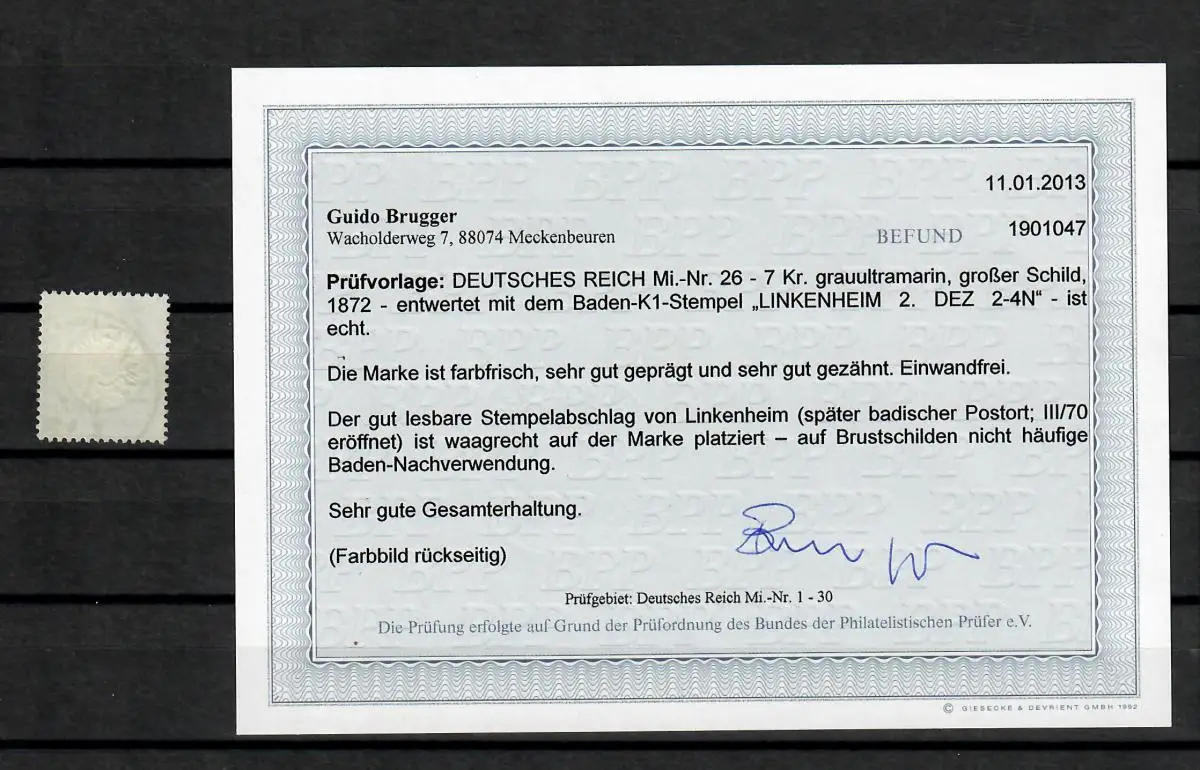 11.01.2013
Guido Brugger
Wacholderweg 7, 88074 Meckenbeuren
BEFUND 1901047
Prüfvorlage: DEUTSCHES REICH Mi.-Nr. 26 - 7 Kr. grauultramarin, großer Schild,
1872 - entwertet mit dem Baden-K1-Stempel „LINKENHEIM 2. DEZ 2-4N“ - ist
echt.
Die Marke ist farbfrisch, sehr gut geprägt und sehr gut gezähnt. Einwandfrei.
Der gut lesbare Stempelabschlag von Linkenheim (später badischer Postort; III/70
eröffnet) ist waagrecht auf der Marke platziert – auf Brustschilden nicht häufige
Baden-Nachverwendung.
Sehr gute Gesamterhaltung.
(Farbbild rückseitig)
Prüfgebiet: Deutsches Reich Mi.-Nr. 1 - 30
Die Prüfung erfolgte auf Grund der Prüfordnung des Bundes der Philatelistischen Prüfer e.V.
© GIESECKE & DEVRIENT GMBH 1992